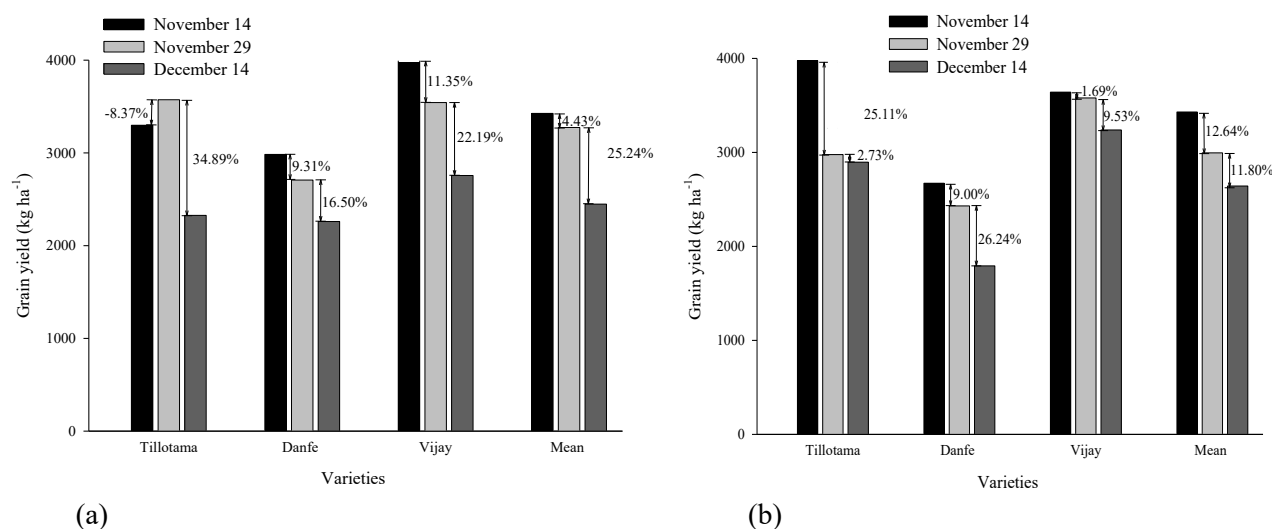 November 14
November 29
December 14
4000
3000
2000
1000
0
Grain yield (kg ha⁻¹)
-8.37%
34.89%
9.31%
16.50%
11.35%
22.19%
4.43%
25.24%
Tillotama
Danfe
Vijay
Mean
Varieties
(a)
November 14
November 29
December 14
4000
3000
2000
1000
0
Grain yield (kg ha⁻¹)
25.11%
2.73%
9.00%
26.24%
1.69%
9.53%
12.64%
11.80%
Tillotama
Danfe
Vijay
Mean
Varieties
(b)